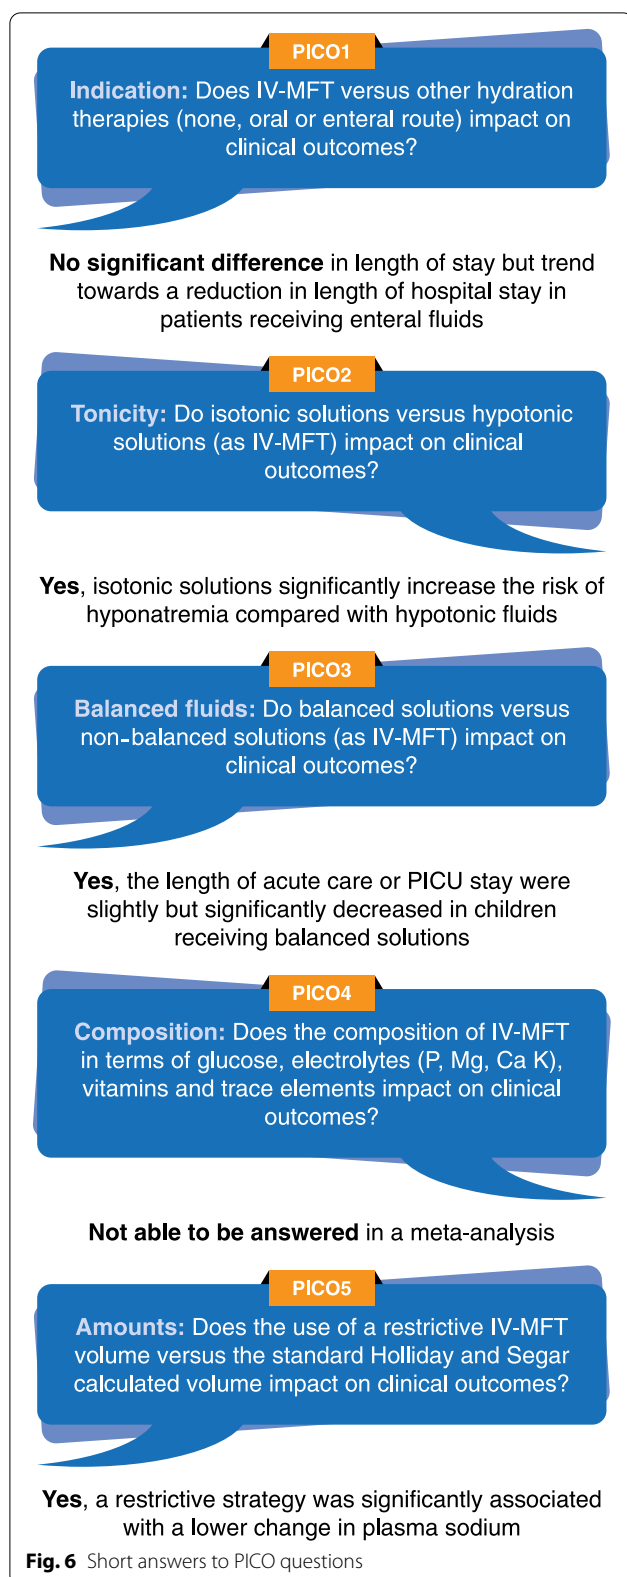 PICO1
Indication: Does IV-MFT versus other hydration
therapies (none, oral or enteral route) impact on
clinical outcomes?
No significant difference in length of stay but trend
towards a reduction in length of hospital stay in
patients receiving enteral fluids
PICO2
Tonicity: Do isotonic solutions versus hypotonic
solutions (as IV-MFT) impact on clinical
outcomes?
Yes, isotonic solutions significantly increase the risk of
hyponatremia compared with hypotonic fluids
PICO3
Balanced fluids: Do balanced solutions versus
non-balanced solutions (as IV-MFT) impact on
clinical outcomes?
Yes, the length of acute care or PICU stay were
slightly but significantly decreased in children
receiving balanced solutions
PICO4
Composition: Does the composition of IV-MFT
in terms of glucose, electrolytes (P, Mg, Ca K),
vitamins and trace elements impact on clinical
outcomes?
Not able to be answered in a meta-analysis
PICO5
Amounts: Does the use of a restrictive IV-MFT
volume versus the standard Holliday and Segar
calculated volume impact on clinical outcomes?
Yes, a restrictive strategy was significantly associated
with a lower change in plasma sodium
Fig. 6 Short answers to PICO questions